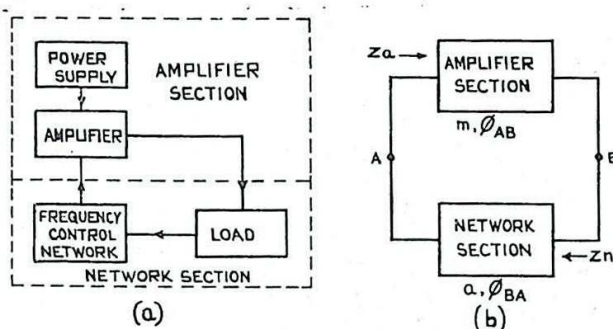 POWER
SUPPLY
AMPLIFIER
SECTION
AMPLIFIER
FREQUENCY
CONTROL
NETWORK
LOAD
NETWORK SECTION
(a)
Za
AMPLIFIER
SECTION
m, ØAB
A
B
NETWORK
SECTION
Zn
a, ØBA
(b)